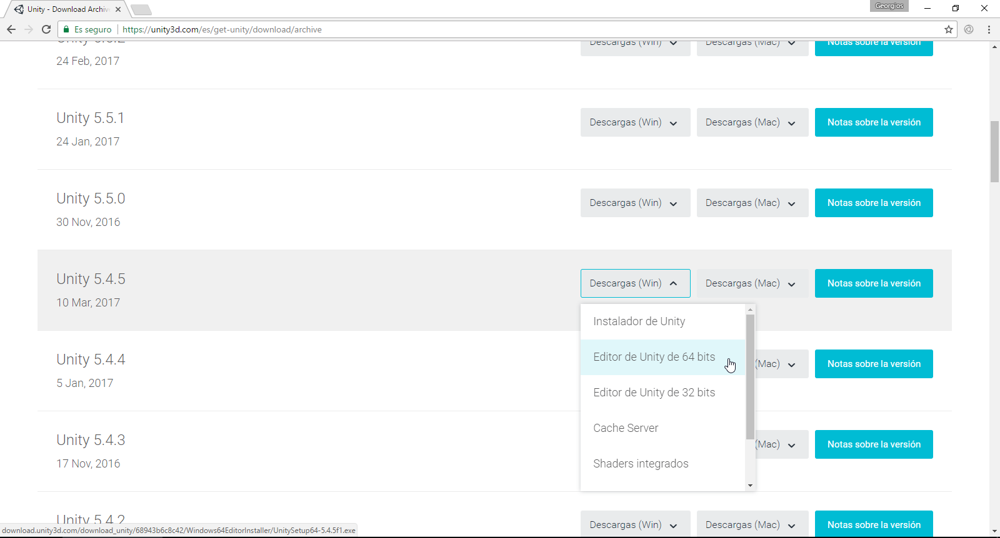 Unity - Download Archiv
Georgios
Es seguro
https://unity3d.com/es/get-unity/download/archive
Descargas (Win)
Descargas (Mac)
Notas sobre la versión
24 Feb, 2017
Unity 5.5.1
Descargas (Win)
Descargas (Mac)
Notas sobre la versión
24 Jan, 2017
Unity 5.5.0
Descargas (Win)
Descargas (Mac)
Notas sobre la versión
30 Nov, 2016
Unity 5.4.5
Descargas (Win)
Descargas (Mac)
Notas sobre la versión
10 Mar, 2017
Instalador de Unity
Editor de Unity de 64 bits
Editor de Unity de 32 bits
Cache Server
Shaders integrados
Unity 5.4.4
(Mac)
Notas sobre la versión
5 Jan, 2017
Unity 5.4.3
(Mac)
Notas sobre la versión
17 Nov, 2016
Unity 5.4.2
Descargas (Win)
Descargas (Mac)
Notas sobre la versión
download.unity3d.com/download_unity/68943b6c8c42/Windows64EditorInstaller/UnitySetup64-5.4.5f1.exe